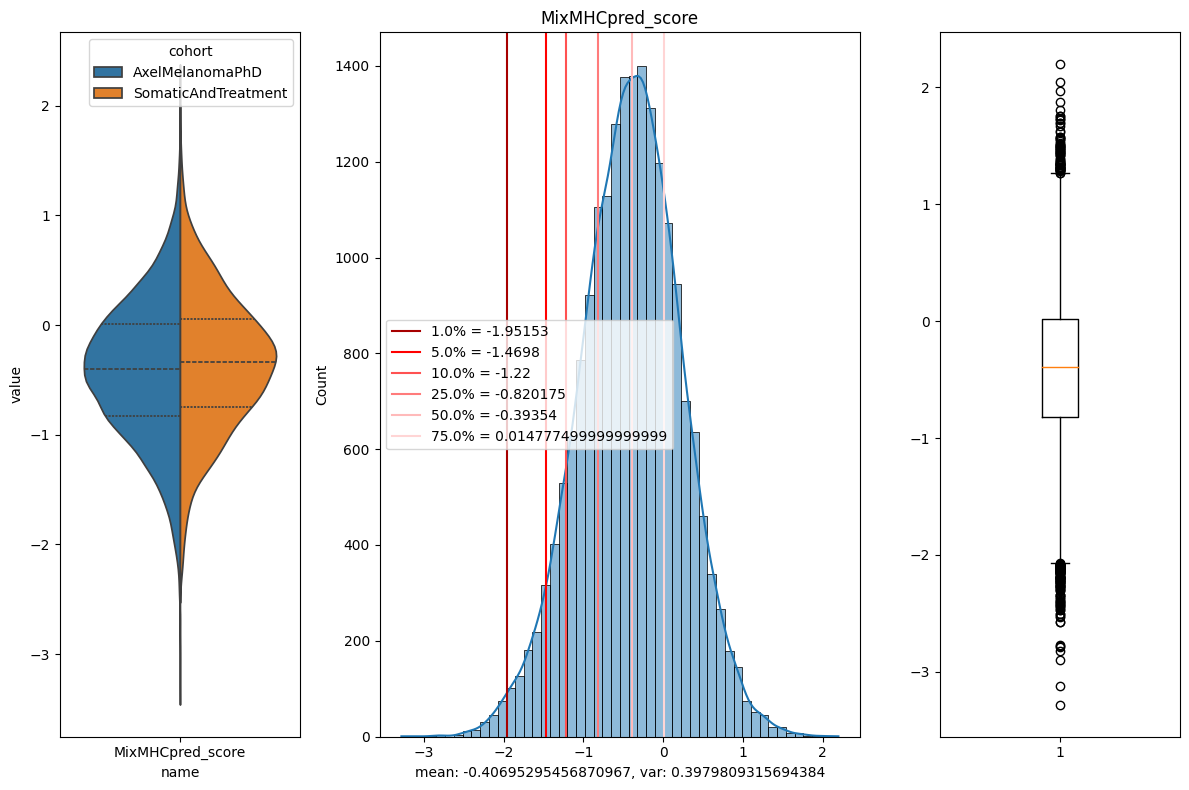 MixMHCpred_score
cohort
AxelMelanomaPhD
SomaticAndTreatment
value
2
1
0
−1
−2
−3
MixMHCpred_score
name
Count
1400
1200
1000
800
600
400
200
0
1.0% = -1.95153
5.0% = -1.4698
10.0% = -1.22
25.0% = -0.820175
50.0% = -0.39354
75.0% = 0.014777499999999999
−3 −2 −1 0 1 2
mean: -0.40695295456870967, var: 0.3979809315694384
2
1
0
−1
−2
−3
1